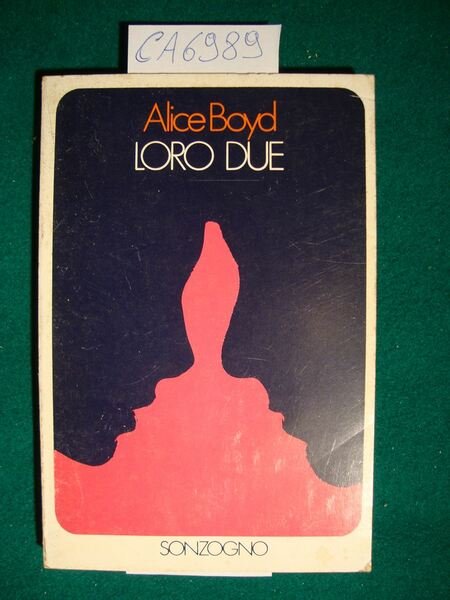 CA6989
Alice Boyd
LORO DUE
SONZOGNO